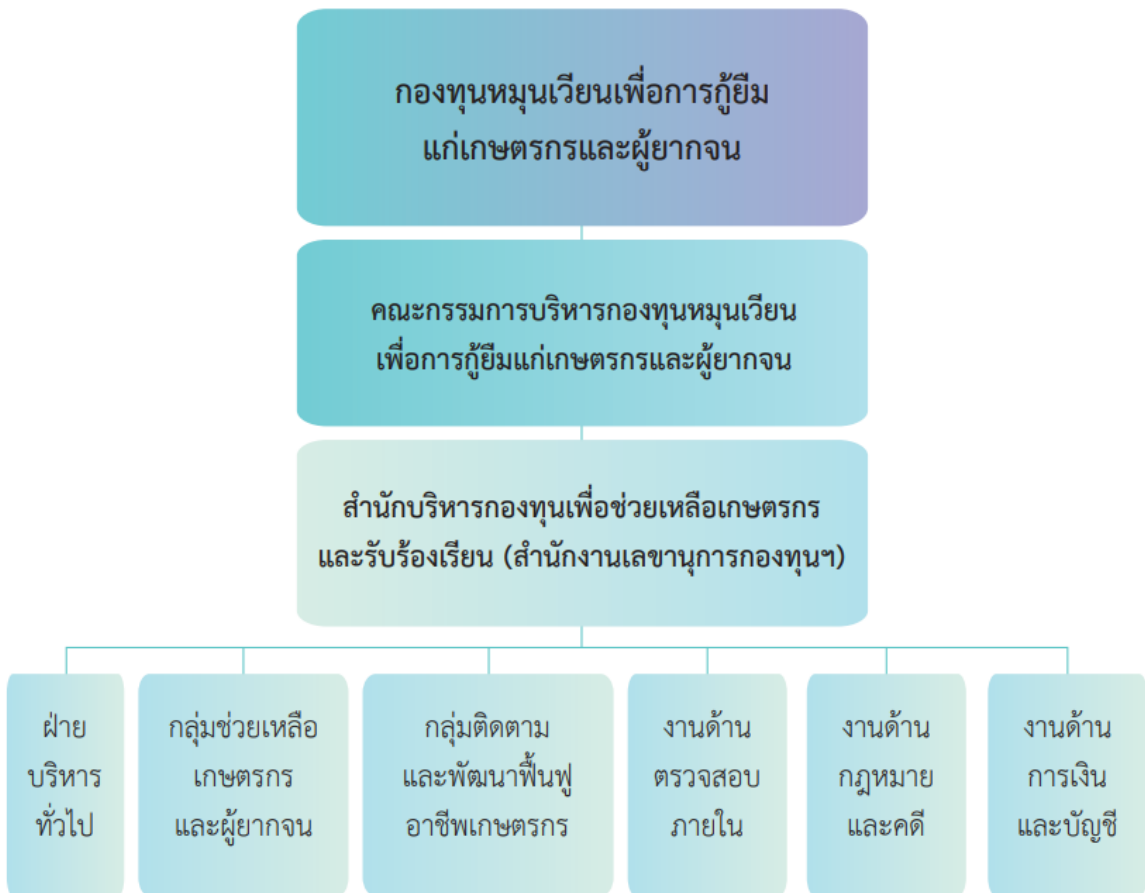 กองทุนหมุนเวียนเพื่อการกู้ยืม
แก่เกษตรกรและผู้ยากจน
คณะกรรมการบริหารกองทุนหมุนเวียน
เพื่อการกู้ยืมแก่เกษตรกรและผู้ยากจน
สำนักบริหารกองทุนเพื่อช่วยเหลือเกษตรกร
และรับร้องเรียน (สำนักงานเลขานุการกองทุนฯ)
ฝ่าย
บริหาร
ทั่วไป
กลุ่มช่วยเหลือ
เกษตรกร
และผู้ยากจน
กลุ่มติดตาม
และพัฒนาฟื้นฟู
อาชีพเกษตรกร
งานด้าน
ตรวจสอบ
ภายใน
งานด้าน
กฎหมาย
และคดี
งานด้าน
การเงิน
และบัญชี